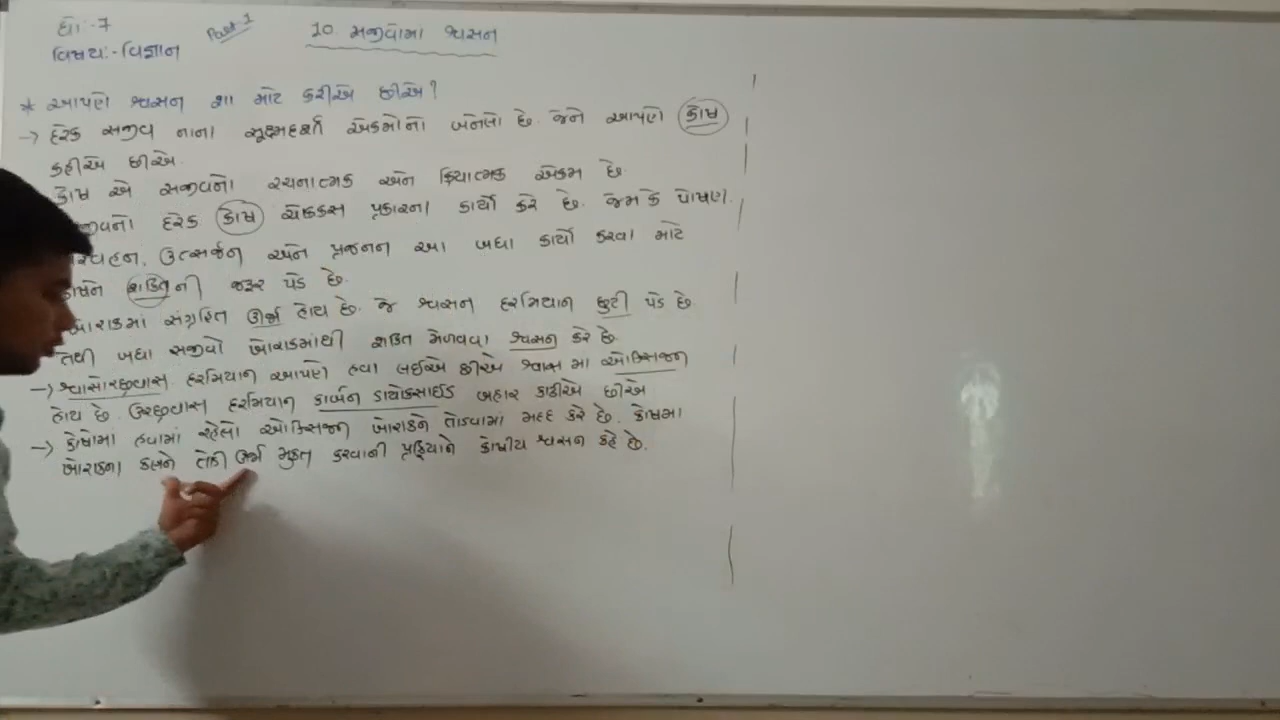 ધો :- 7
Part-1
10. સજીવોમાં શ્વસન
વિષય:- વિજ્ઞાન
* આપણે શ્વસન શા માટે કરીએ છીએ?
→ દરેક સજીવ નાના સૂક્ષ્મદર્શી એકમોનો બનેલો છે. જેને આપણે કોષ
કહીએ છીએ.
કોષ એ સજીવનો રચનાત્મક અને ક્રિયાત્મક એકમ છે.
જીવનો દરેક કોષ ચોક્કસ પ્રકારના કાર્યો કરે છે. જેમ કે પોષણ.
વહન, ઉત્સર્જન અને પ્રજનન આ બધા કાર્યો કરવા માટે
કોષને શક્તિની જરૂર પડે છે.
ખોરાકમાં સંગ્રહિત ઊર્જા હોય છે. જે શ્વસન દરમિયાન છુટી પડે છે.
તેથી બધા સજીવો ખોરાકમાંથી શક્તિ મેળવવા શ્વસન કરે છે.
→ શ્વાસોચ્છવાસ દરમિયાન આપણે હવા લઈએ છીએ શ્વાસ માં ઓક્સિજન
હોય છે. ઉચ્છવાસ દરમિયાન કાર્બન ડાયોક્સાઈડ બહાર કાઢીએ છીએ
→ કોષોમાં હવામાં રહેલો ઓક્સિજન ખોરાકને તોડવામાં મદદ કરે છે. કોષમાં
ખોરાકના કણને તોડી ઊર્જા મુક્ત કરવાની પ્રક્રિયાને કોષીય શ્વસન કહે છે.